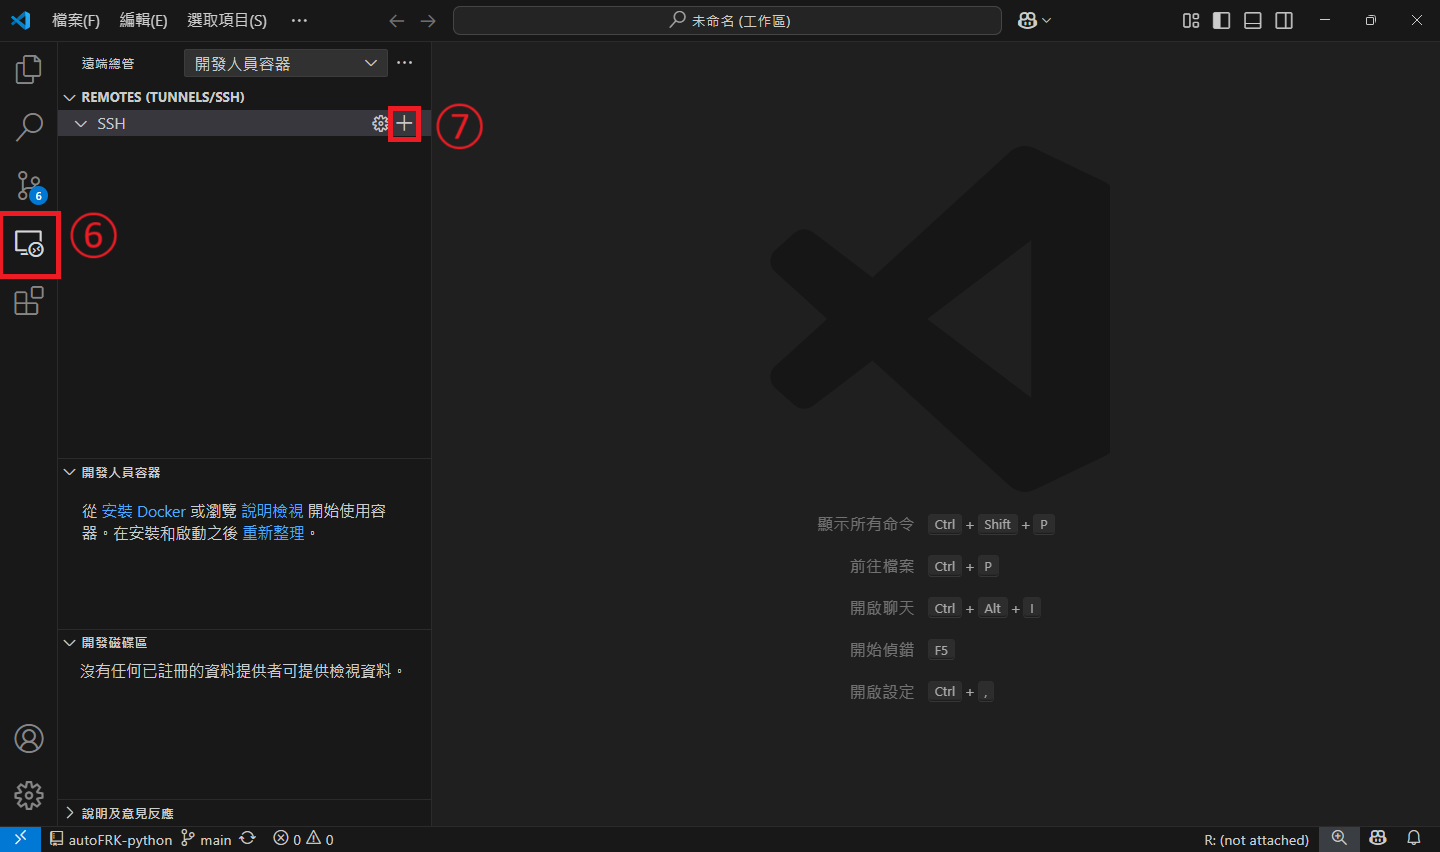 檔案(F) 編輯(E) 選取項目(S) ··· 未命名 (工作區)
遠端總管 開發人員容器 ···
REMOTES (TUNNELS/SSH)
SSH ⑦
6
⑥
開發人員容器
從 安裝 Docker 或瀏覽 說明檢視 開始使用容
器。在安裝和啟動之後 重新整理。
顯示所有命令 Ctrl + Shift + P
前往檔案 Ctrl + P
開啟聊天 Ctrl + Alt + I
開始偵錯 F5
開啟設定 Ctrl + ,
開發磁碟區
沒有任何已註冊的資料提供者可提供檢視資料。
說明及意見反應
autoFRK-python main 0 0 R: (not attached)